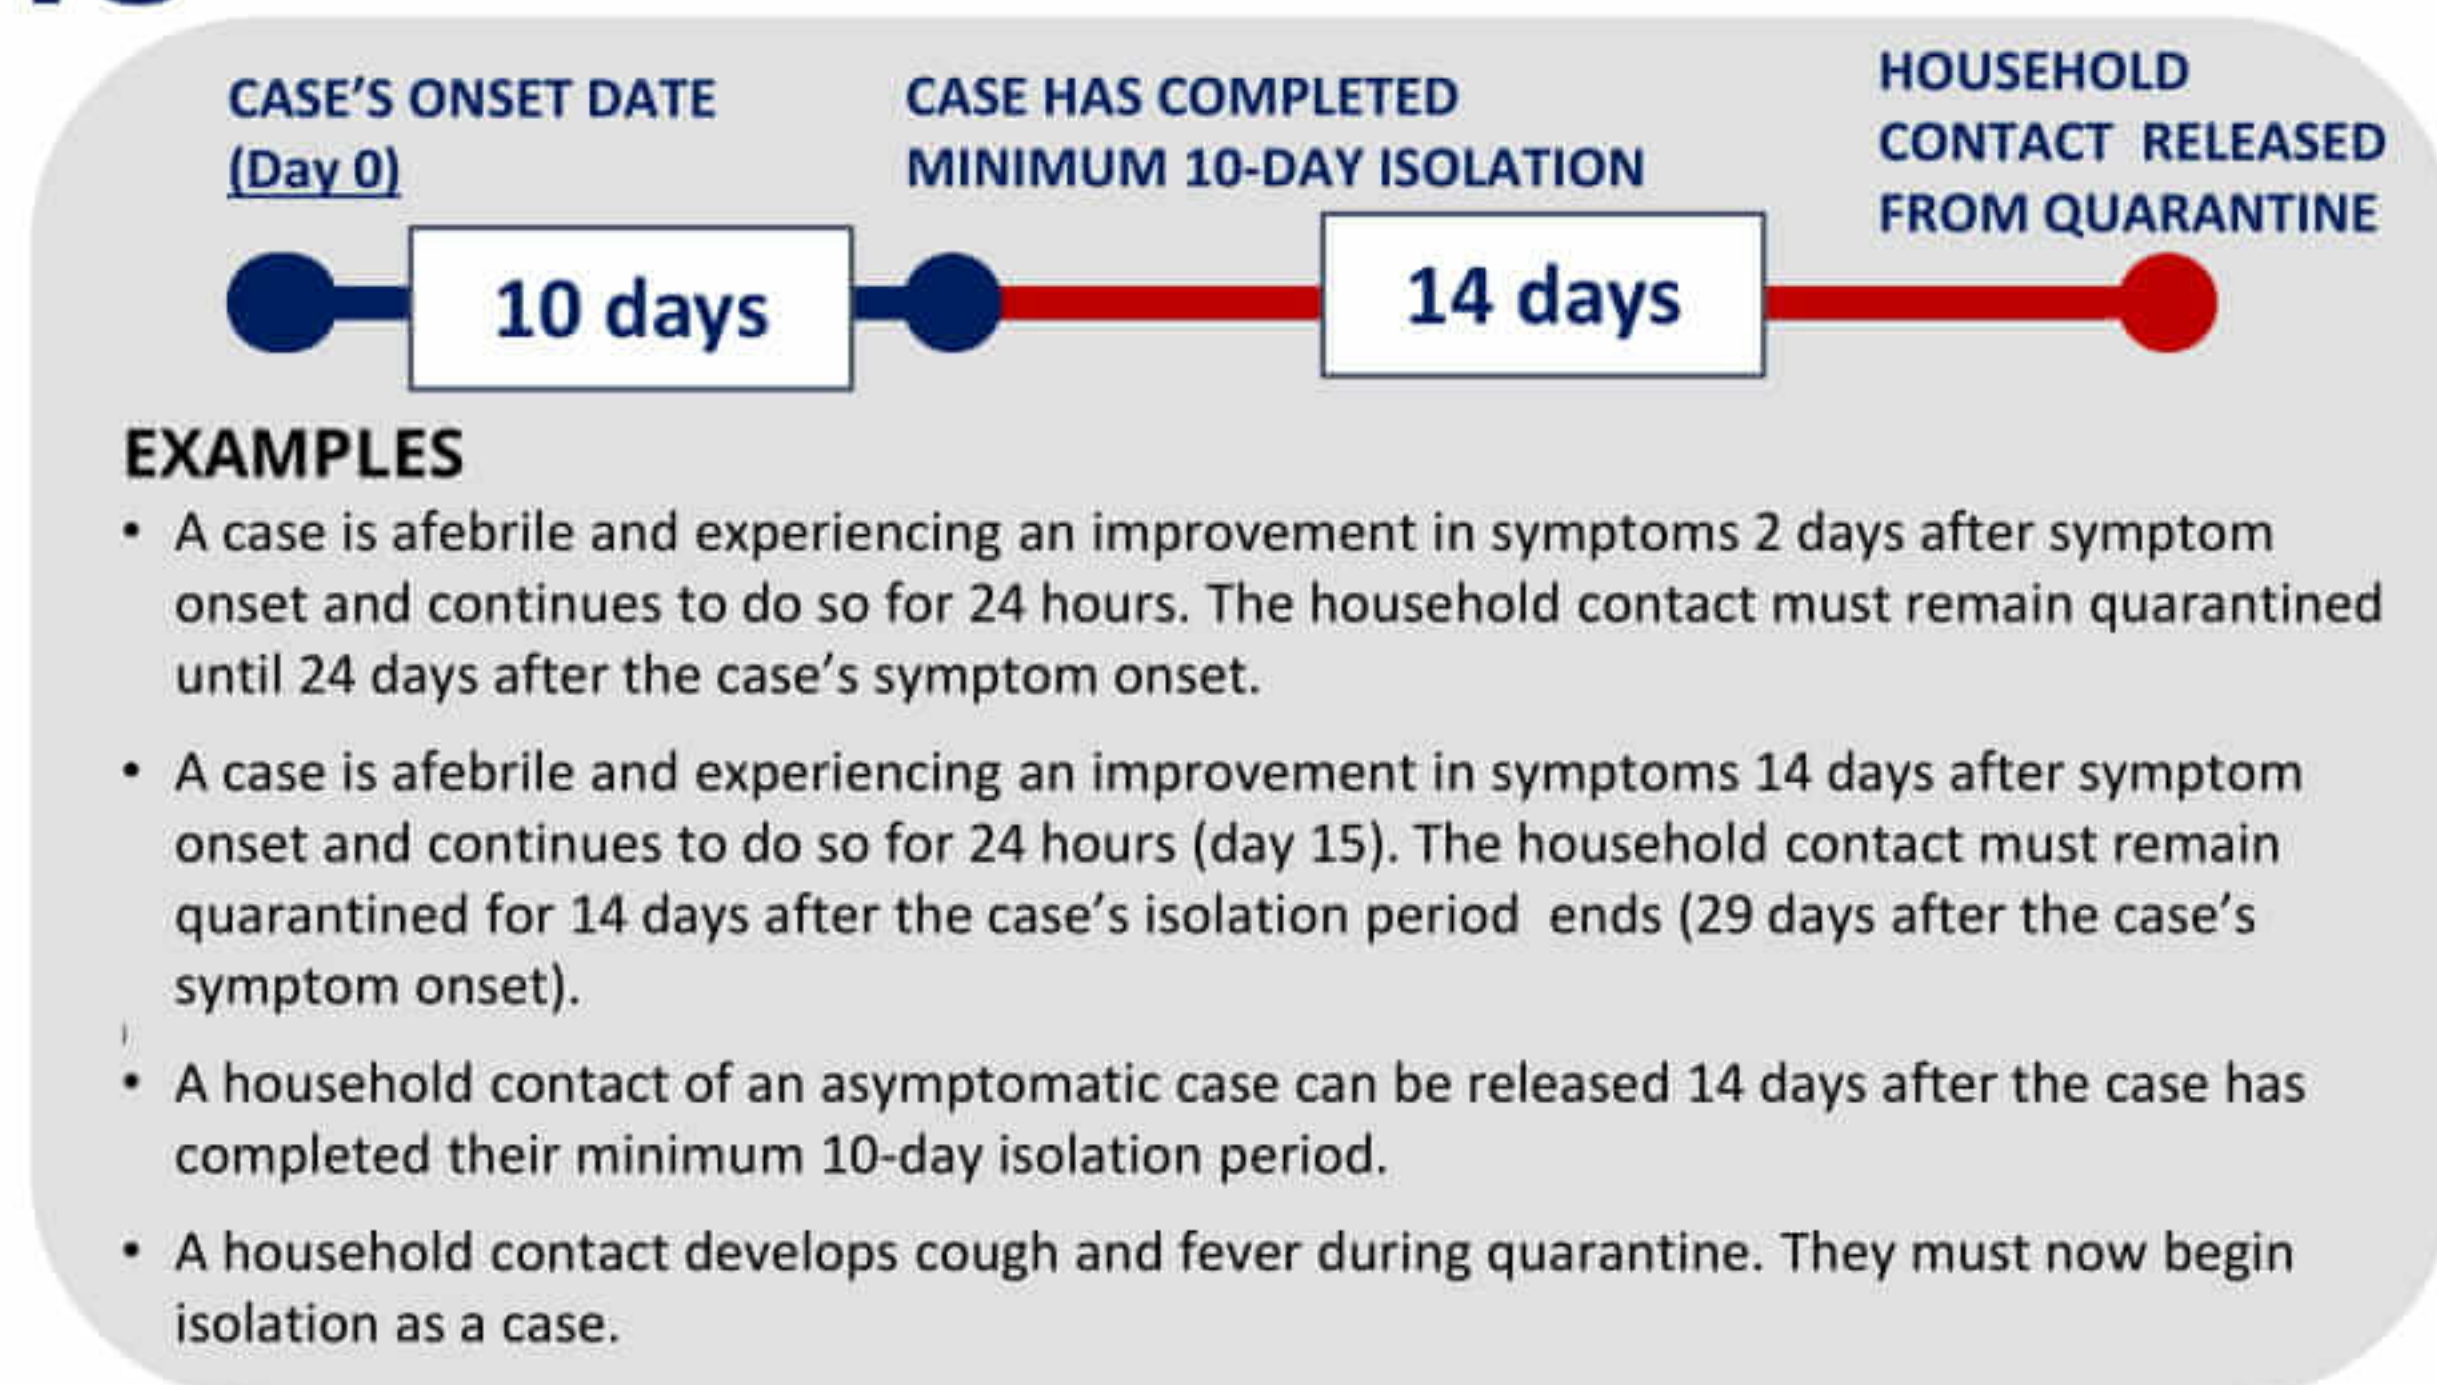 CASE'S ONSET DATE
(Day 0)
CASE HAS COMPLETED
MINIMUM 10-DAY ISOLATION
HOUSEHOLD
CONTACT RELEASED
FROM QUARANTINE
10 days
14 days
EXAMPLES
• A case is afebrile and experiencing an improvement in symptoms 2 days after symptom
onset and continues to do so for 24 hours. The household contact must remain quarantined
until 24 days after the case's symptom onset.
• A case is afebrile and experiencing an improvement in symptoms 14 days after symptom
onset and continues to do so for 24 hours (day 15). The household contact must remain
quarantined for 14 days after the case's isolation period ends (29 days after the case's
symptom onset).
• A household contact of an asymptomatic case can be released 14 days after the case has
completed their minimum 10-day isolation period.
• A household contact develops cough and fever during quarantine. They must now begin
isolation as a case.